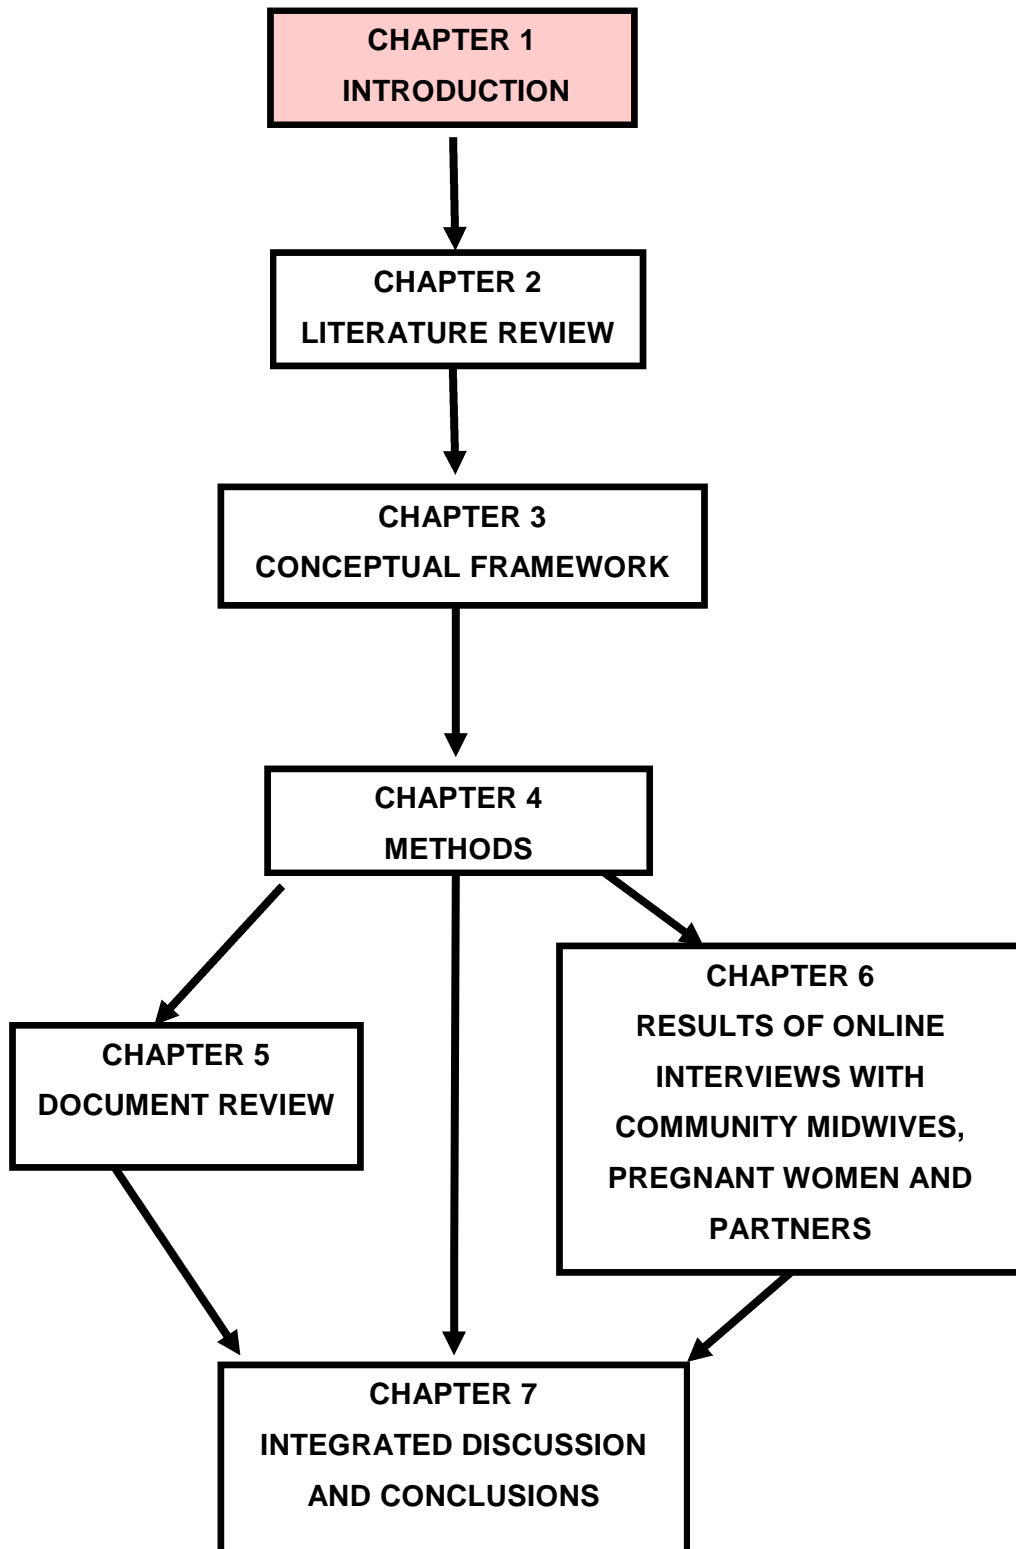 CHAPTER 1
INTRODUCTION
CHAPTER 2
LITERATURE REVIEW
CHAPTER 3
CONCEPTUAL FRAMEWORK
CHAPTER 4
METHODS
CHAPTER 5
DOCUMENT REVIEW
CHAPTER 6
RESULTS OF ONLINE
INTERVIEWS WITH
COMMUNITY MIDWIVES,
PREGNANT WOMEN AND
PARTNERS
CHAPTER 7
INTEGRATED DISCUSSION
AND CONCLUSIONS